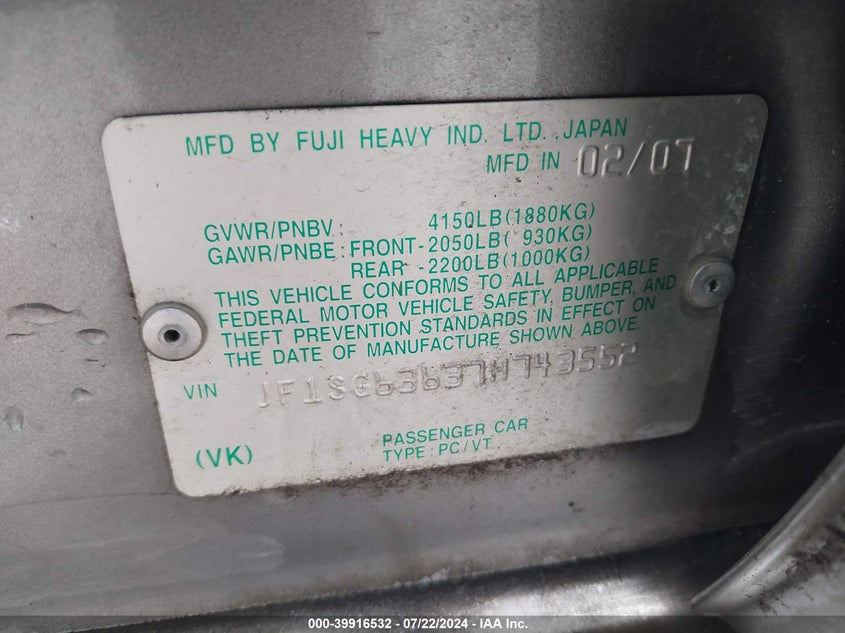 MFD BY FUJI HEAVY IND. LTD. JAPAN
MFD IN 02/07
GVWR/PNBV: 4150LB(1880KG)
GAWR/PNBE: FRONT-2050LB( 930KG)
REAR -2200LB(1000KG)
THIS VEHICLE CONFORMS TO ALL APPLICABLE
FEDERAL MOTOR VEHICLE SAFETY, BUMPER, AND
THEFT PREVENTION STANDARDS IN EFFECT ON
THE DATE OF MANUFACTURE SHOWN ABOVE.
VIN JF1SG63637H743552
PASSENGER CAR
(VK) TYPE: PC/VT
000-39916532 - 07/22/2024 - IAA Inc.